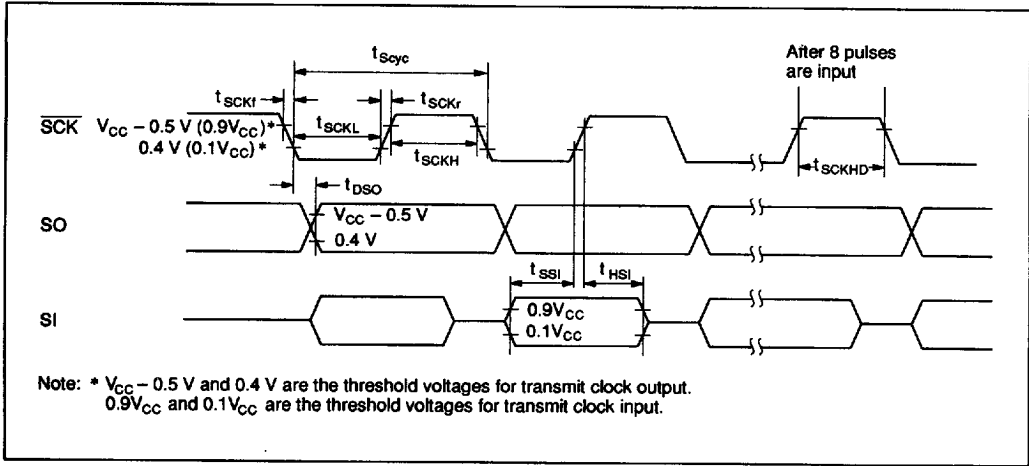 t_Scyc
After 8 pulses
are input
t_SCKf
t_SCKr
SCK
V_CC – 0.5 V (0.9V_CC)*
t_SCKL
0.4 V (0.1V_CC)*
t_SCKH
t_SCKHD
t_DSO
SO
V_CC – 0.5 V
0.4 V
t_SSI
t_HSI
SI
0.9V_CC
0.1V_CC
Note: * V_CC – 0.5 V and 0.4 V are the threshold voltages for transmit clock output.
0.9V_CC and 0.1V_CC are the threshold voltages for transmit clock input.